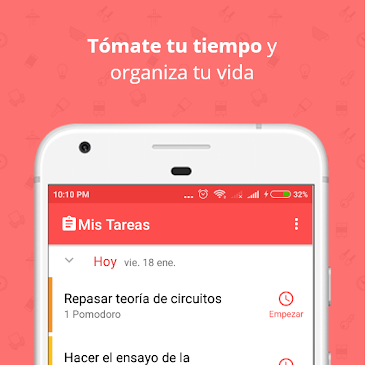 Tómate tu tiempo y
organiza tu vida
10:10 PM
32%
Mis Tareas
Hoy vie. 18 ene.
Repasar teoría de circuitos
1 Pomodoro
Empezar
Hacer el ensayo de la